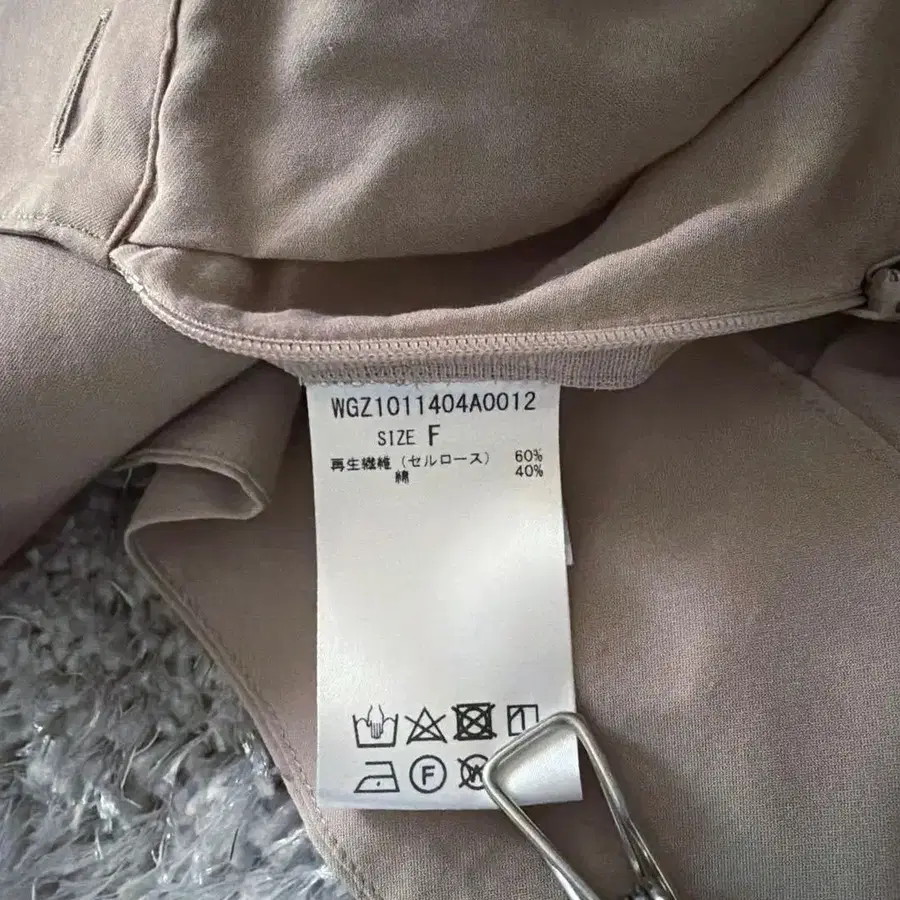 WGZ1011404A0012
SIZE F
再生繊維（セルロース） 60%
綿 40%
F
W